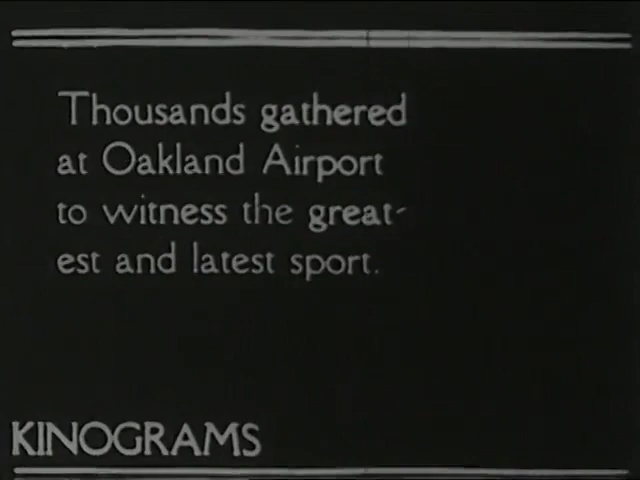 Thousands gathered
at Oakland Airport
to witness the great-
est and latest sport.
KINOGRAMS